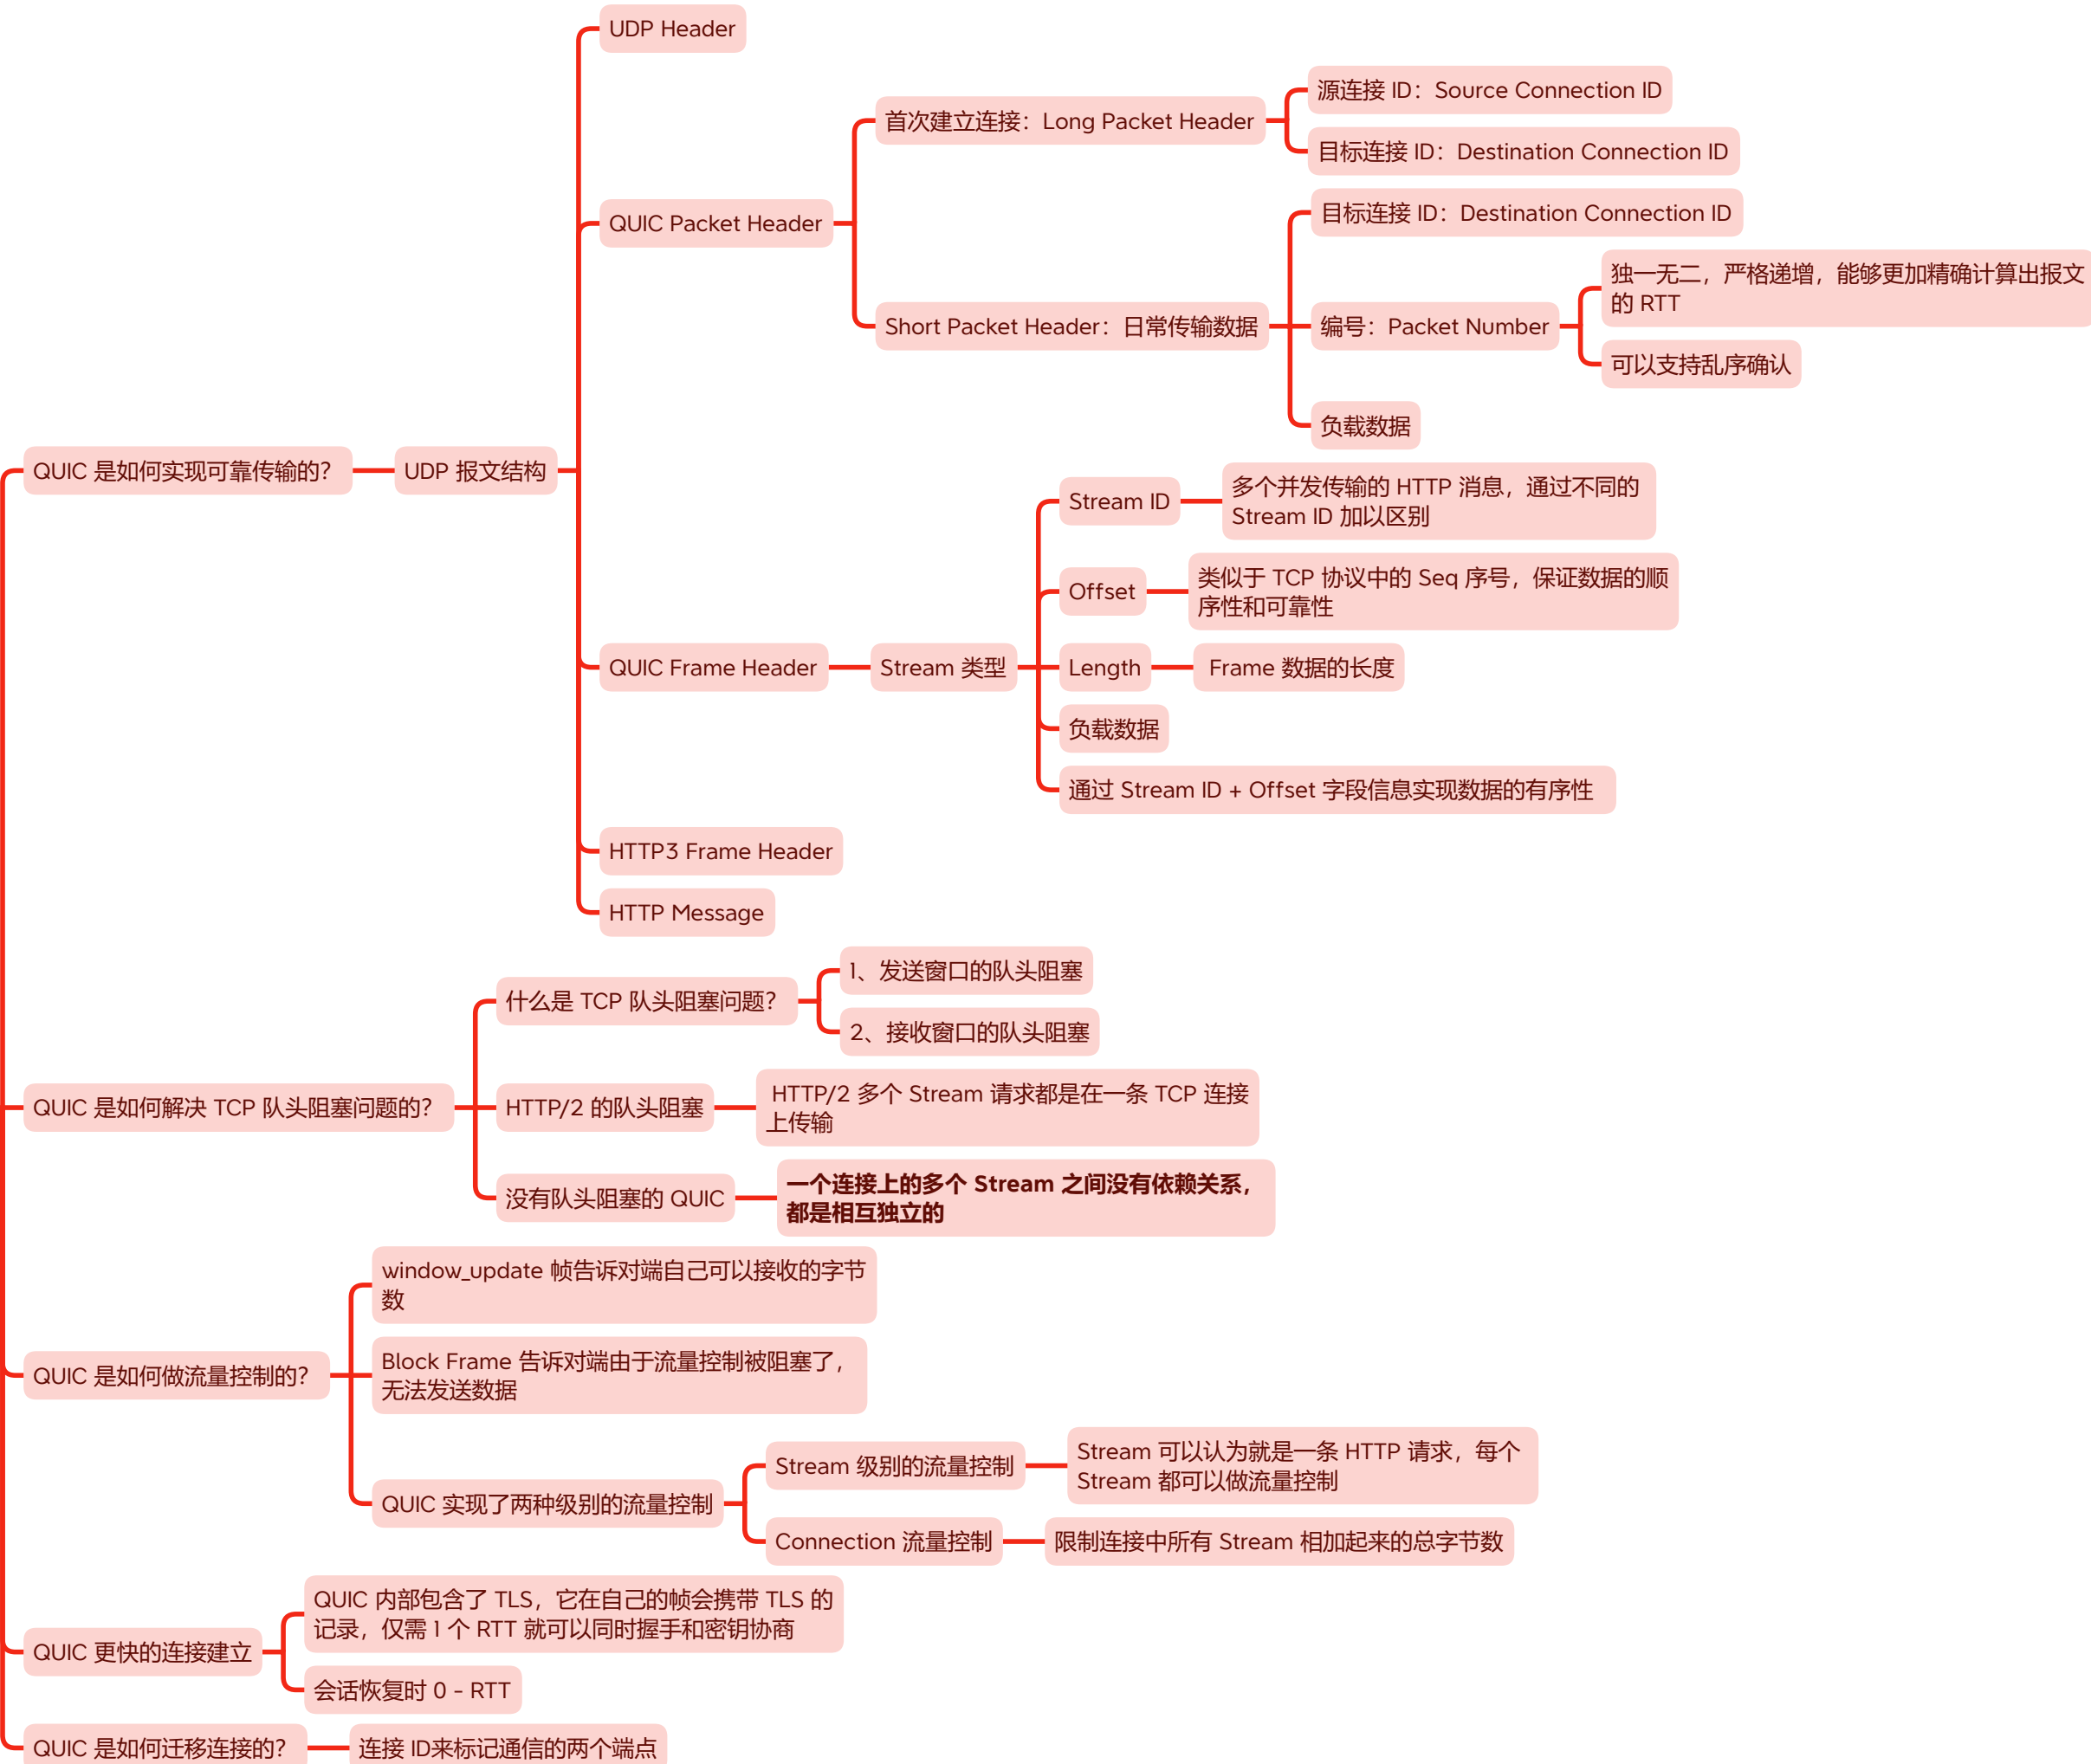 UDP Header
源连接 ID：Source Connection ID
首次建立连接：Long Packet Header
目标连接 ID：Destination Connection ID
QUIC Packet Header
目标连接 ID：Destination Connection ID
独一无二，严格递增，能够更加精确计算出报文
的 RTT
Short Packet Header：日常传输数据
编号：Packet Number
可以支持乱序确认
负载数据
QUIC 是如何实现可靠传输的？
UDP 报文结构
Stream ID
多个并发传输的 HTTP 消息，通过不同的
Stream ID 加以区别
Offset
类似于 TCP 协议中的 Seq 序号，保证数据的顺
序性和可靠性
QUIC Frame Header
Stream 类型
Length
Frame 数据的长度
负载数据
通过 Stream ID + Offset 字段信息实现数据的有序性
HTTP3 Frame Header
HTTP Message
什么是 TCP 队头阻塞问题？
1、发送窗口的队头阻塞
2、接收窗口的队头阻塞
QUIC 是如何解决 TCP 队头阻塞问题的？
HTTP/2 的队头阻塞
HTTP/2 多个 Stream 请求都是在一条 TCP 连接
上传输
没有队头阻塞的 QUIC
一个连接上的多个 Stream 之间没有依赖关系，
都是相互独立的
window_update 帧告诉对端自己可以接收的字节
数
QUIC 是如何做流量控制的？
Block Frame 告诉对端由于流量控制被阻塞了，
无法发送数据
QUIC 实现了两种级别的流量控制
Stream 级别的流量控制
Stream 可以认为就是一条 HTTP 请求，每个
Stream 都可以做流量控制
Connection 流量控制
限制连接中所有 Stream 相加起来的总字节数
QUIC 更快的连接建立
QUIC 内部包含了 TLS，它在自己的帧会携带 TLS 的
记录，仅需 1 个 RTT 就可以同时握手和密钥协商
会话恢复时 0 - RTT
QUIC 是如何迁移连接的？
连接 ID来标记通信的两个端点